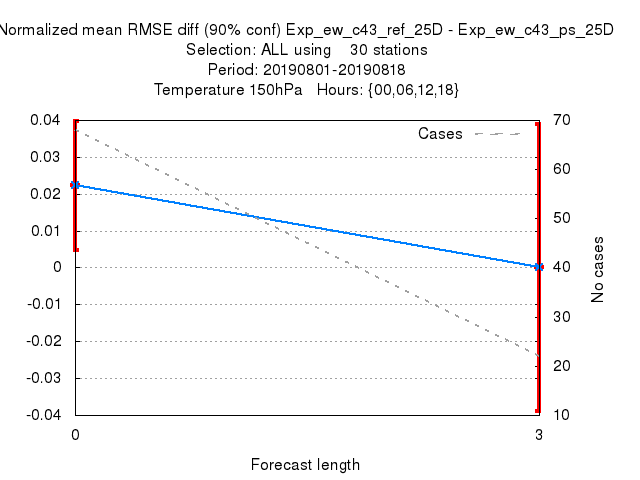 Normalized mean RMSE diff (90% conf) Exp_ew_c43_ref_25D - Exp_ew_c43_ps_25D
Selection: ALL using 30 stations
Period: 20190801-20190818
Temperature 150hPa Hours: {00,06,12,18}
Cases
0.04
0.03
0.02
0.01
0
-0.01
-0.02
-0.03
-0.04
70
60
50
40
30
20
10
No cases
0
3
Forecast length